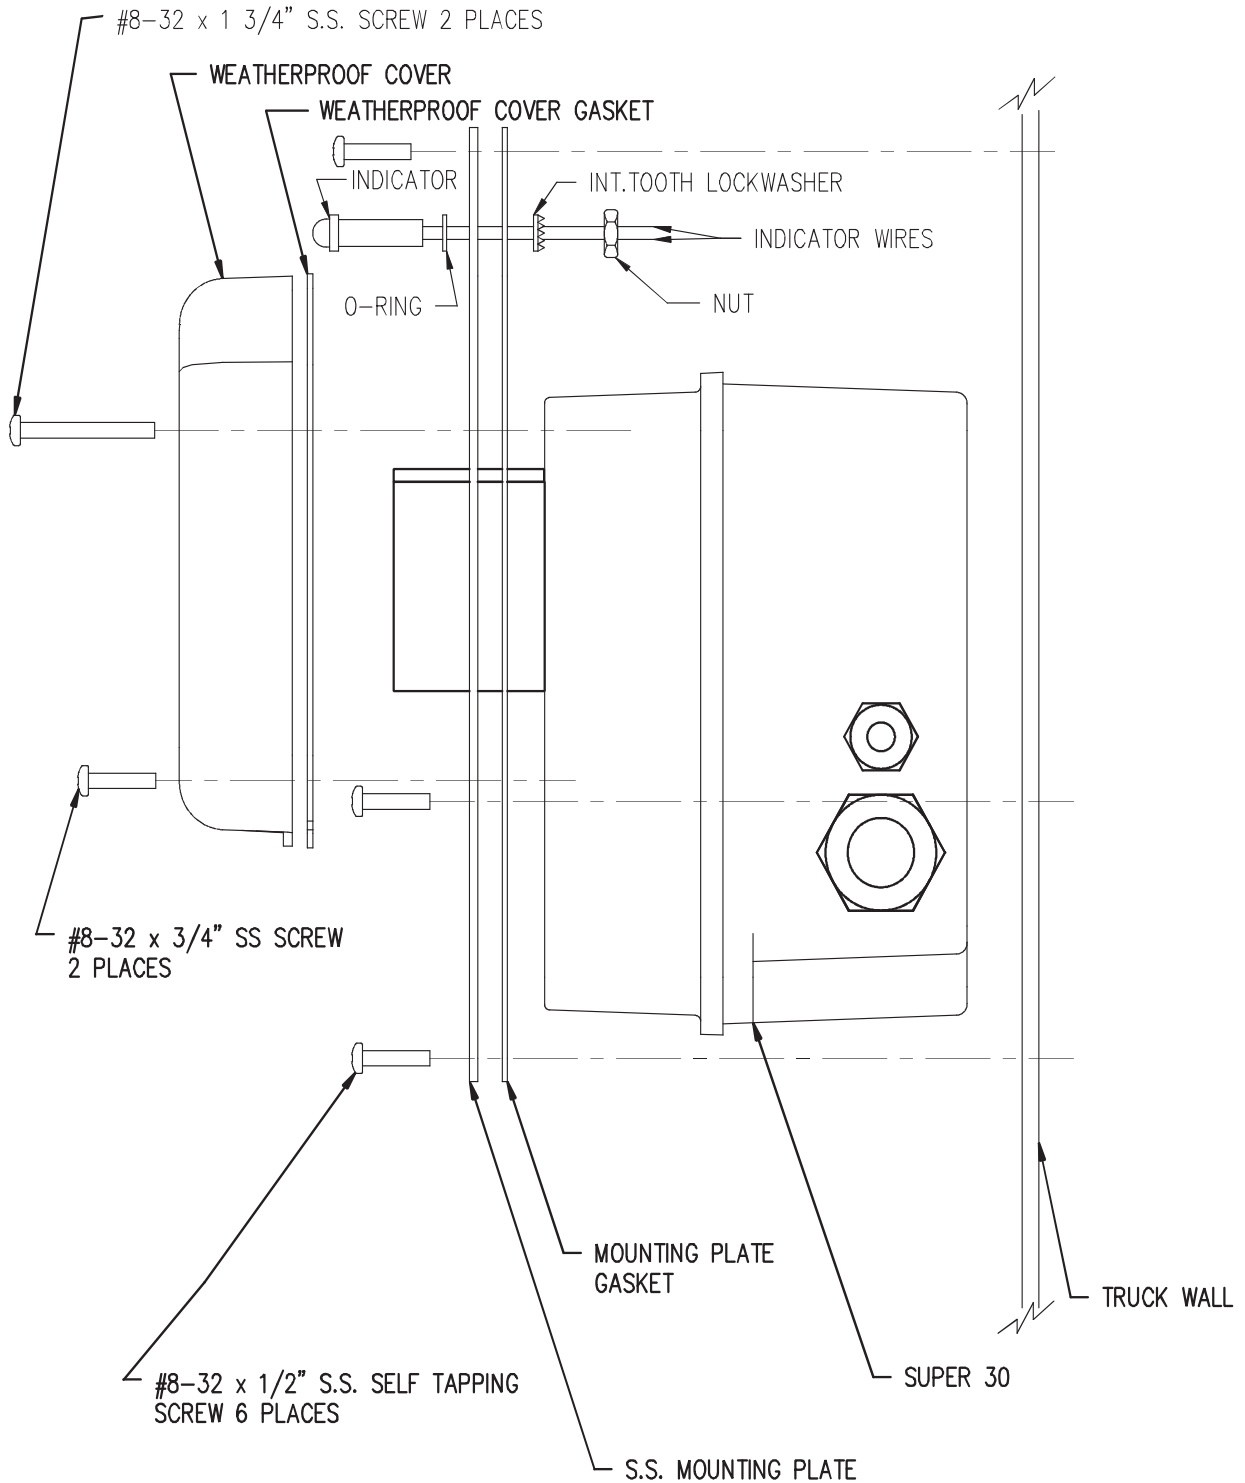 #8-32 x 1 3/4" S.S. SCREW 2 PLACES
WEATHERPROOF COVER
WEATHERPROOF COVER GASKET
INDICATOR
INT.TOOTH LOCKWASHER
INDICATOR WIRES
O-RING
NUT
#8-32 x 3/4" SS SCREW
2 PLACES
MOUNTING PLATE
GASKET
TRUCK WALL
#8-32 x 1/2" S.S. SELF TAPPING
SCREW 6 PLACES
SUPER 30
S.S. MOUNTING PLATE